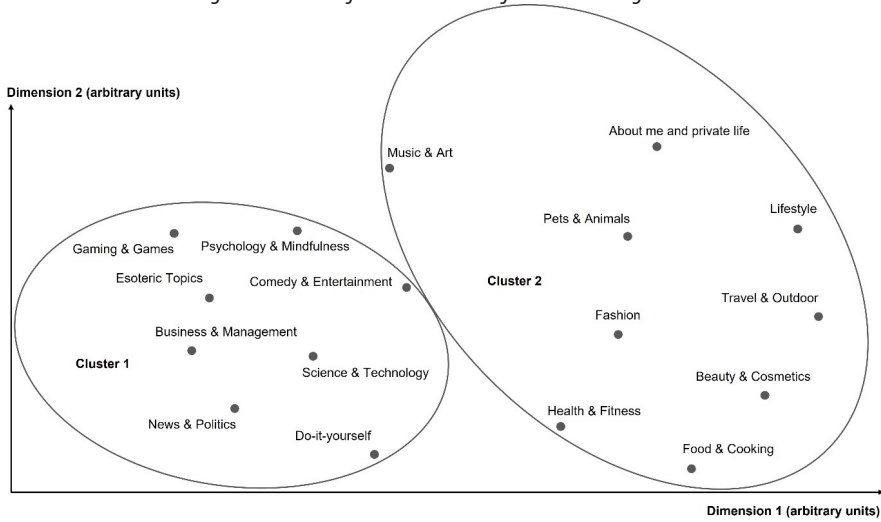 Dimension 2 (arbitrary units)
About me and private life
Music & Art
Lifestyle
Pets & Animals
Gaming & Games
Psychology & Mindfulness
Esoteric Topics
Comedy & Entertainment
Cluster 2
Travel & Outdoor
Fashion
Business & Management
Cluster 1
Science & Technology
Beauty & Cosmetics
Health & Fitness
News & Politics
Do-it-yourself
Food & Cooking
Dimension 1 (arbitrary units)